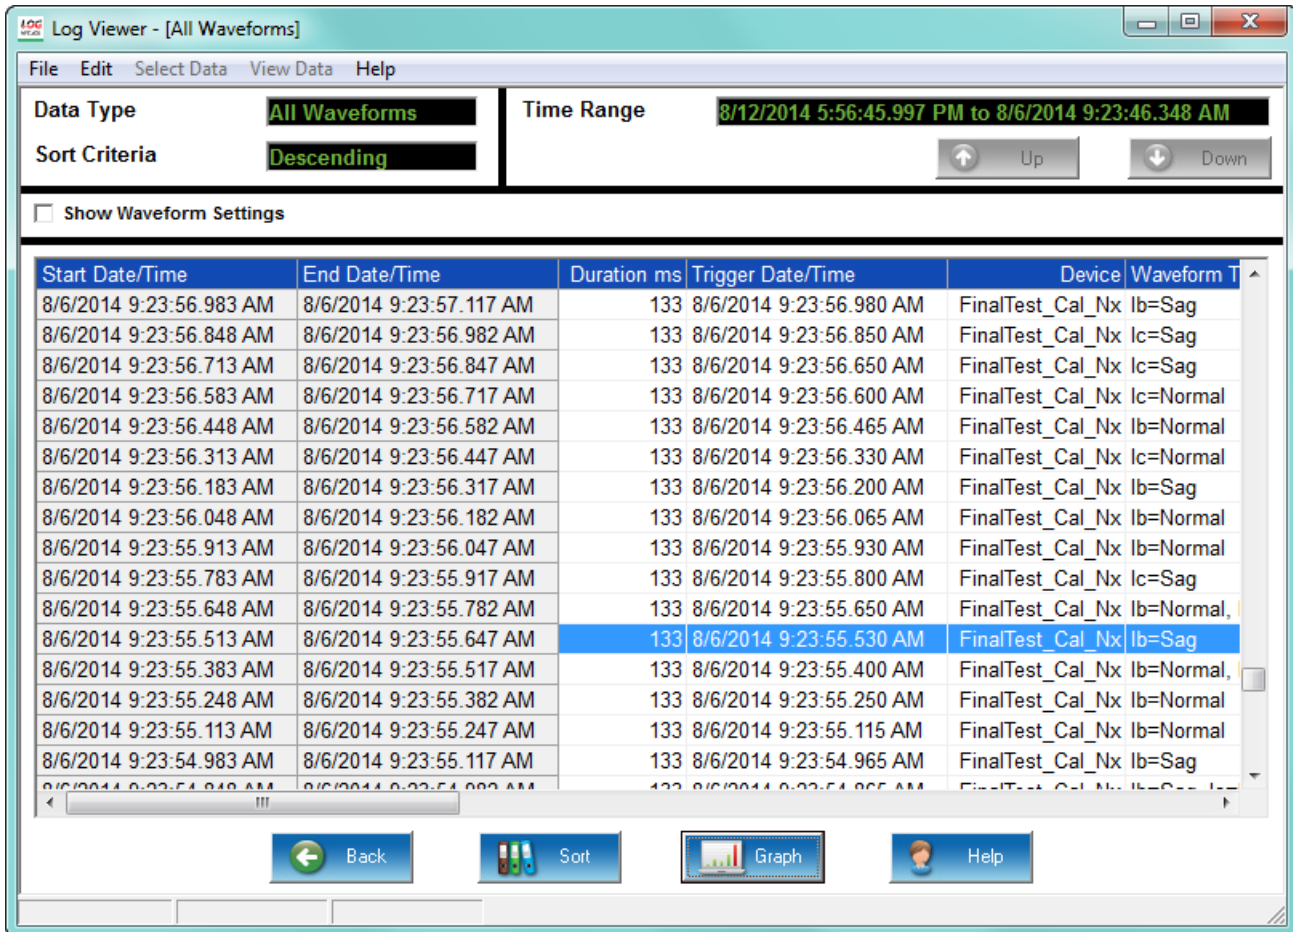 LOG
Log Viewer - [All Waveforms]
File Edit Select Data View Data Help
Data Type All Waveforms Time Range 8/12/2014 5:56:45.997 PM to 8/6/2014 9:23:46.348 AM
Sort Criteria Descending Up Down
Show Waveform Settings
Start Date/Time End Date/Time Duration ms Trigger Date/Time Device Waveform T
8/6/2014 9:23:56.983 AM 8/6/2014 9:23:57.117 AM 133 8/6/2014 9:23:56.980 AM FinalTest_Cal_Nx Ib=Sag
8/6/2014 9:23:56.848 AM 8/6/2014 9:23:56.982 AM 133 8/6/2014 9:23:56.850 AM FinalTest_Cal_Nx Ic=Sag
8/6/2014 9:23:56.713 AM 8/6/2014 9:23:56.847 AM 133 8/6/2014 9:23:56.650 AM FinalTest_Cal_Nx Ic=Sag
8/6/2014 9:23:56.583 AM 8/6/2014 9:23:56.717 AM 133 8/6/2014 9:23:56.600 AM FinalTest_Cal_Nx Ic=Normal
8/6/2014 9:23:56.448 AM 8/6/2014 9:23:56.582 AM 133 8/6/2014 9:23:56.465 AM FinalTest_Cal_Nx Ib=Normal
8/6/2014 9:23:56.313 AM 8/6/2014 9:23:56.447 AM 133 8/6/2014 9:23:56.330 AM FinalTest_Cal_Nx Ic=Normal
8/6/2014 9:23:56.183 AM 8/6/2014 9:23:56.317 AM 133 8/6/2014 9:23:56.200 AM FinalTest_Cal_Nx Ib=Sag
8/6/2014 9:23:56.048 AM 8/6/2014 9:23:56.182 AM 133 8/6/2014 9:23:56.065 AM FinalTest_Cal_Nx Ib=Normal
8/6/2014 9:23:55.913 AM 8/6/2014 9:23:56.047 AM 133 8/6/2014 9:23:55.930 AM FinalTest_Cal_Nx Ib=Normal
8/6/2014 9:23:55.783 AM 8/6/2014 9:23:55.917 AM 133 8/6/2014 9:23:55.800 AM FinalTest_Cal_Nx Ic=Sag
8/6/2014 9:23:55.648 AM 8/6/2014 9:23:55.782 AM 133 8/6/2014 9:23:55.650 AM FinalTest_Cal_Nx Ib=Normal,
8/6/2014 9:23:55.513 AM 8/6/2014 9:23:55.647 AM 133 8/6/2014 9:23:55.530 AM FinalTest_Cal_Nx Ib=Sag
8/6/2014 9:23:55.383 AM 8/6/2014 9:23:55.517 AM 133 8/6/2014 9:23:55.400 AM FinalTest_Cal_Nx Ib=Normal,
8/6/2014 9:23:55.248 AM 8/6/2014 9:23:55.382 AM 133 8/6/2014 9:23:55.250 AM FinalTest_Cal_Nx Ib=Normal
8/6/2014 9:23:55.113 AM 8/6/2014 9:23:55.247 AM 133 8/6/2014 9:23:55.115 AM FinalTest_Cal_Nx Ib=Normal
8/6/2014 9:23:54.983 AM 8/6/2014 9:23:55.117 AM 133 8/6/2014 9:23:54.965 AM FinalTest_Cal_Nx Ib=Sag
Back Sort Graph Help